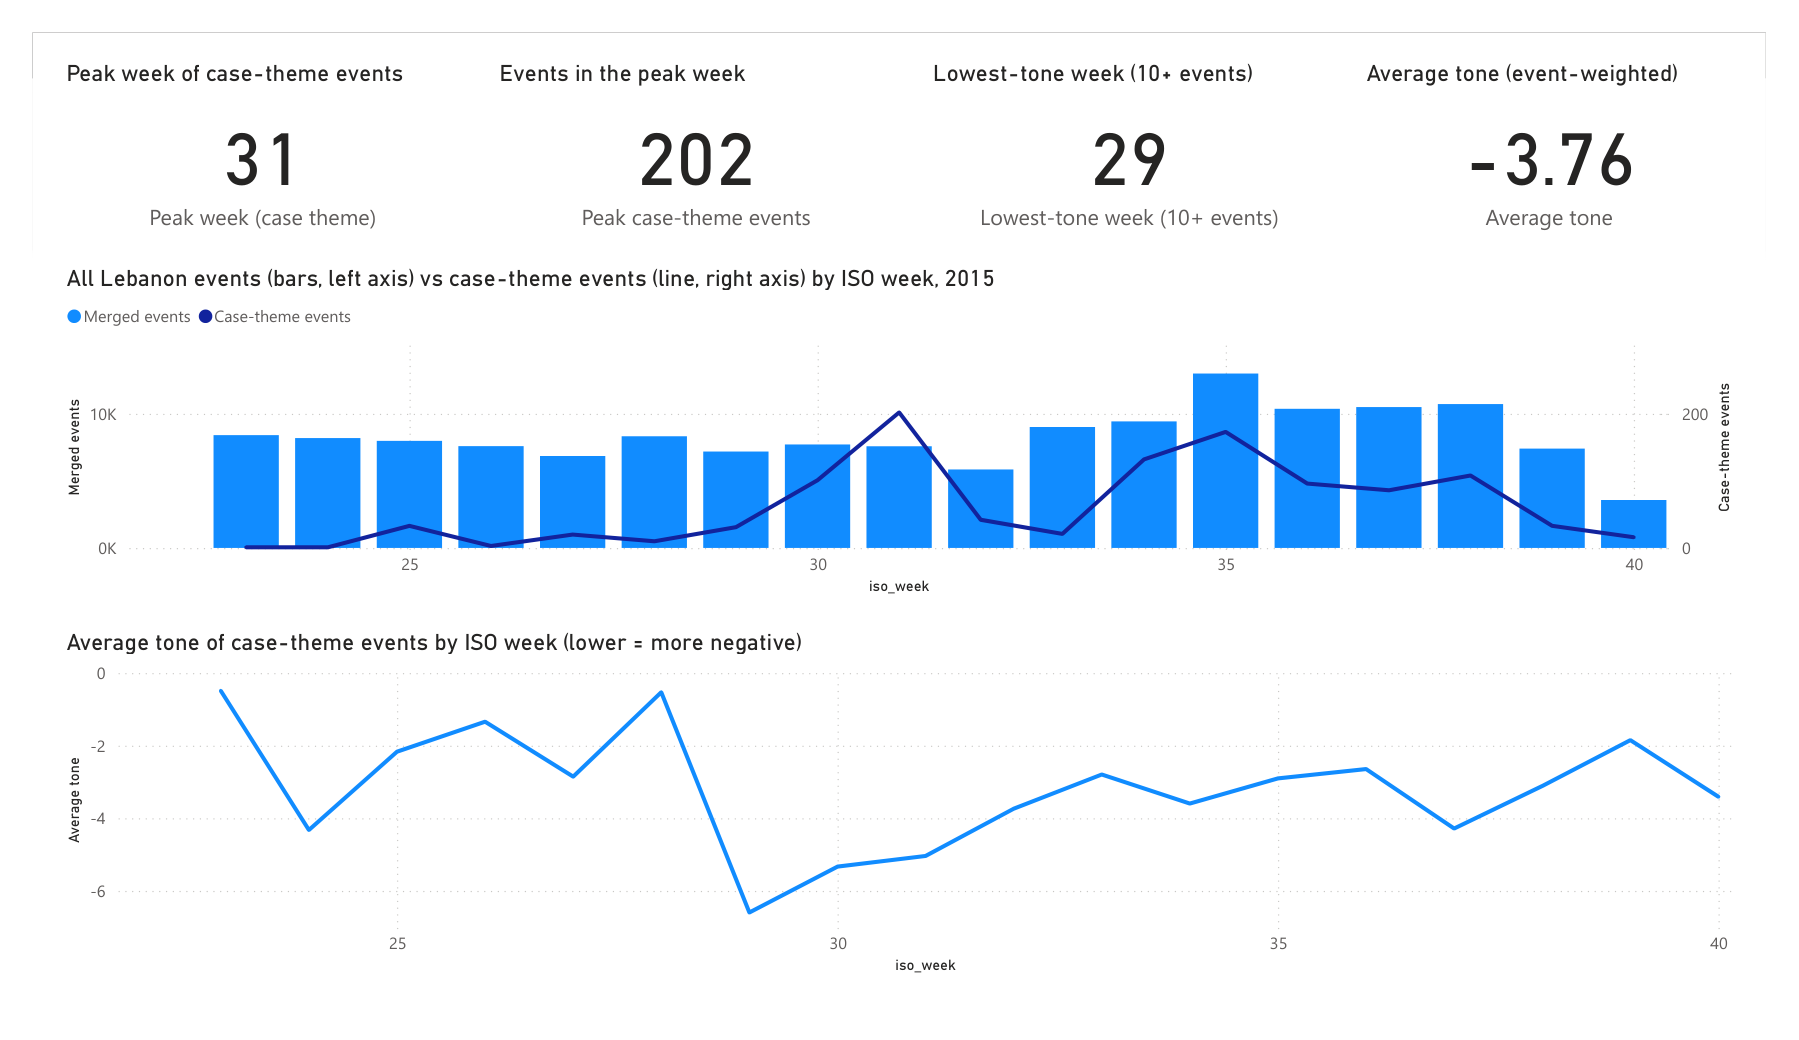 Peak week of case-theme events
Events in the peak week
Lowest-tone week (10+ events)
Average tone (event-weighted)
31
202
29
-3.76
Peak week (case theme)
Peak case-theme events
Lowest-tone week (10+ events)
Average tone
All Lebanon events (bars, left axis) vs case-theme events (line, right axis) by ISO week, 2015
Merged events
Case-theme events
Merged events
10K
0K
200
0
Case-theme events
25
30
35
40
iso_week
Average tone of case-theme events by ISO week (lower = more negative)
Average tone
0
-2
-4
-6
25
30
35
40
iso_week